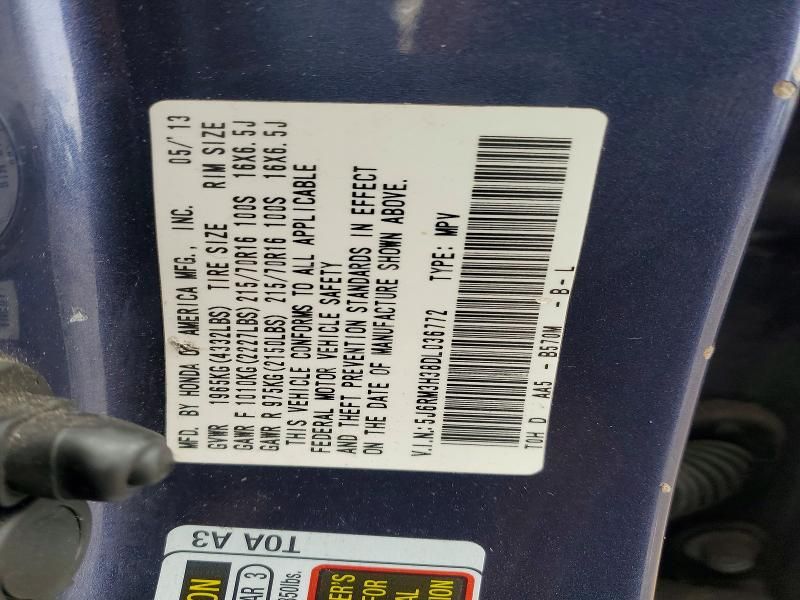 MFD. BY HONDA OF AMERICA MFG., INC. 05/'13
GVWR 1965KG(4332LBS) TIRE SIZE RIM SIZE
GAWR F 1010KG(2227LBS) 215/70R16 100S 16X6.5J
GAWR R 975KG(2150LBS) 215/70R16 100S 16X6.5J
THIS VEHICLE CONFORMS TO ALL APPLICABLE
FEDERAL MOTOR VEHICLE SAFETY
AND THEFT PREVENTION STANDARDS IN EFFECT
ON THE DATE OF MANUFACTURE SHOWN ABOVE.
V.I.N.:5J6RM3H38DL036772 TYPE: MPV
TOH D AA5 - B570M - B - L
TOA A3